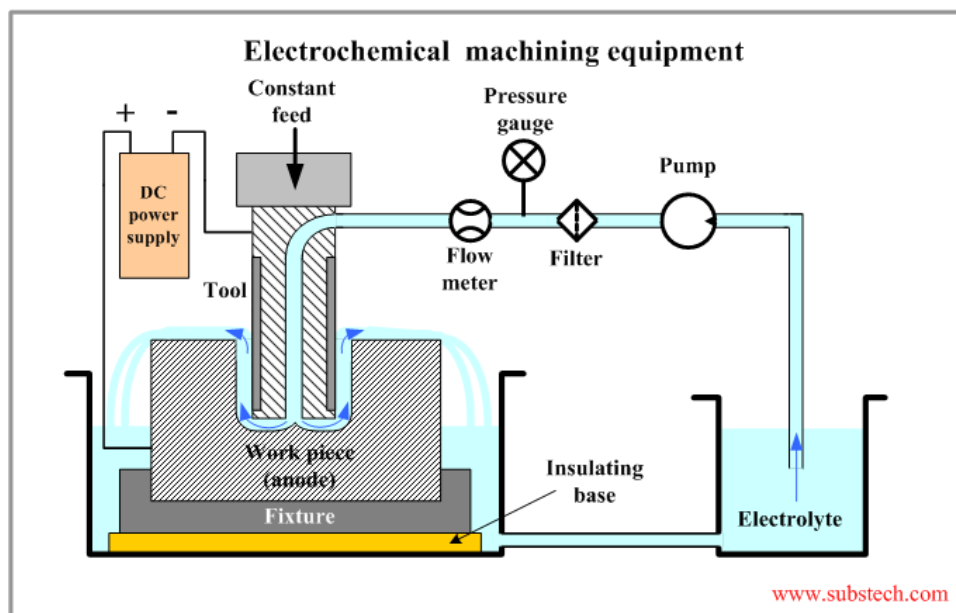 Electrochemical machining equipment
Constant
feed
Pressure
gauge
+ -
Pump
DC
power
supply
Flow
meter
Filter
Tool
Work piece
(anode)
Insulating
base
Fixture
Electrolyte
www.substech.com